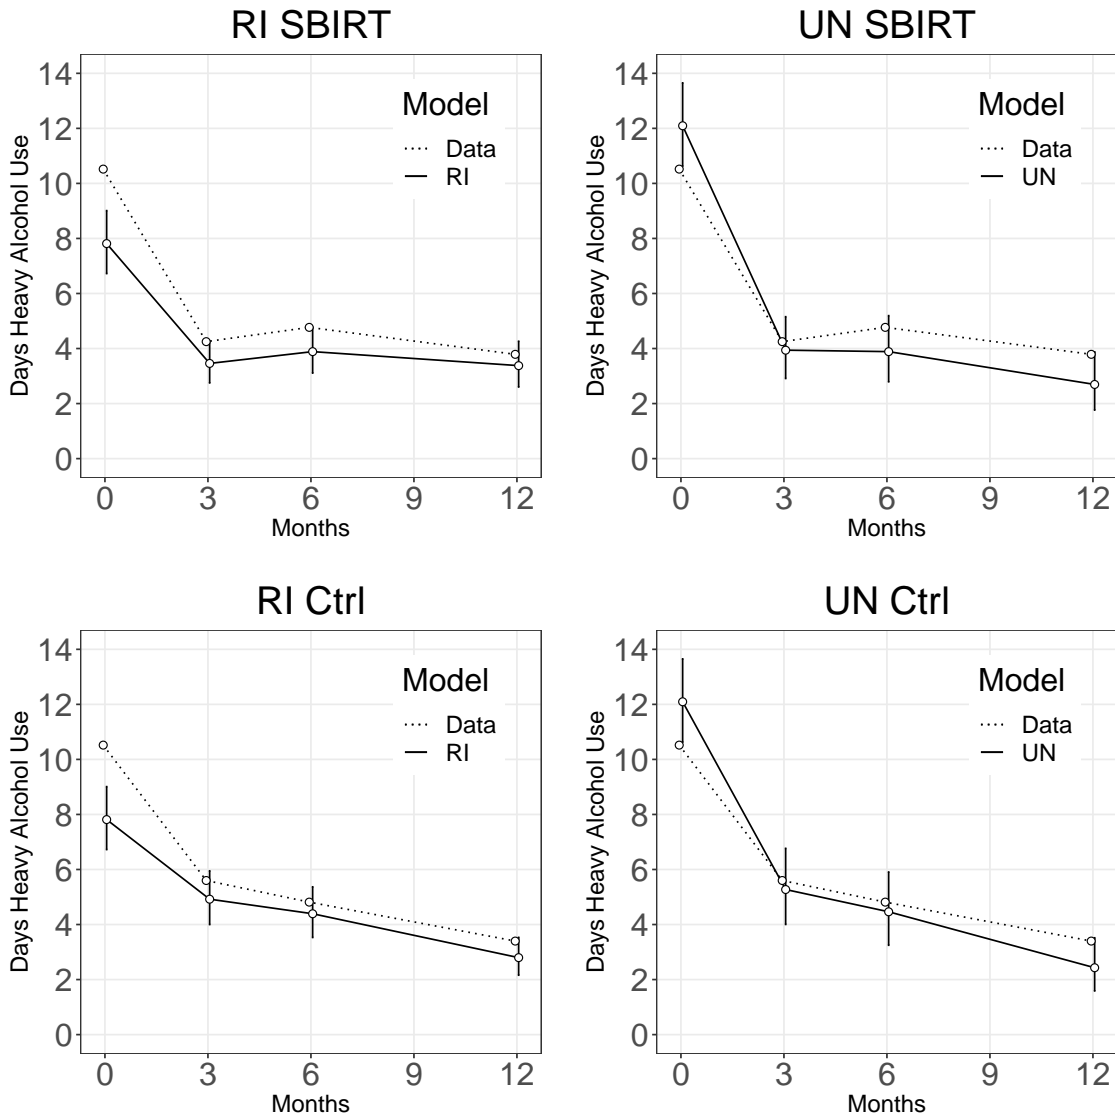 RI SBIRT
Days Heavy Alcohol Use
14
12
10
8
6
4
2
0
Model
Data
RI
0 3 6 9 12
Months
UN SBIRT
Days Heavy Alcohol Use
14
12
10
8
6
4
2
0
Model
Data
UN
0 3 6 9 12
Months
RI Ctrl
Days Heavy Alcohol Use
14
12
10
8
6
4
2
0
Model
Data
RI
0 3 6 9 12
Months
UN Ctrl
Days Heavy Alcohol Use
14
12
10
8
6
4
2
0
Model
Data
UN
0 3 6 9 12
Months